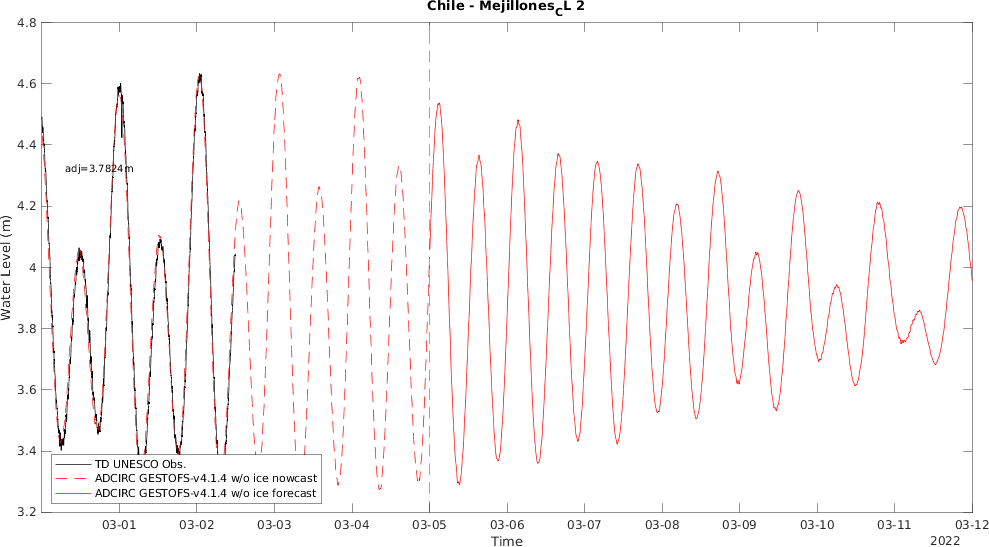 Chile - Mejillones_CL 2
4.8
4.6
4.4
4.2
4
3.8
3.6
3.4
3.2
Water Level (m)
adj=3.7824m
TD UNESCO Obs.
ADCIRC GESTOFS-v4.1.4 w/o ice nowcast
ADCIRC GESTOFS-v4.1.4 w/o ice forecast
03-01 03-02 03-03 03-04 03-05 03-06 03-07 03-08 03-09 03-10 03-11 03-12
Time
2022